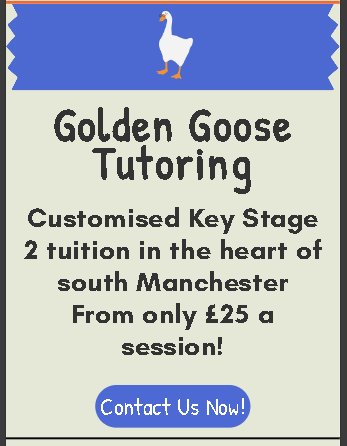 Golden Goose
Tutoring
Customised Key Stage
2 tuition in the heart of
south Manchester
From only £25 a
session!
Contact Us Now!